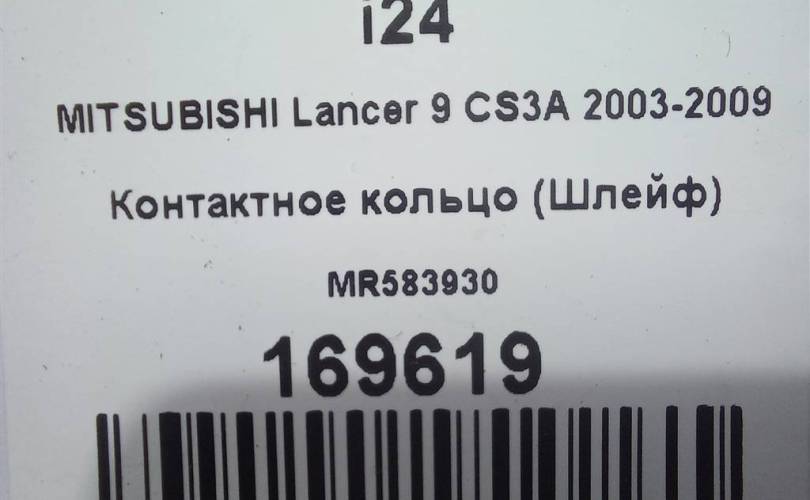 i24
MITSUBISHI Lancer 9 CS3A 2003-2009
Контактное кольцо (Шлейф)
MR583930
169619